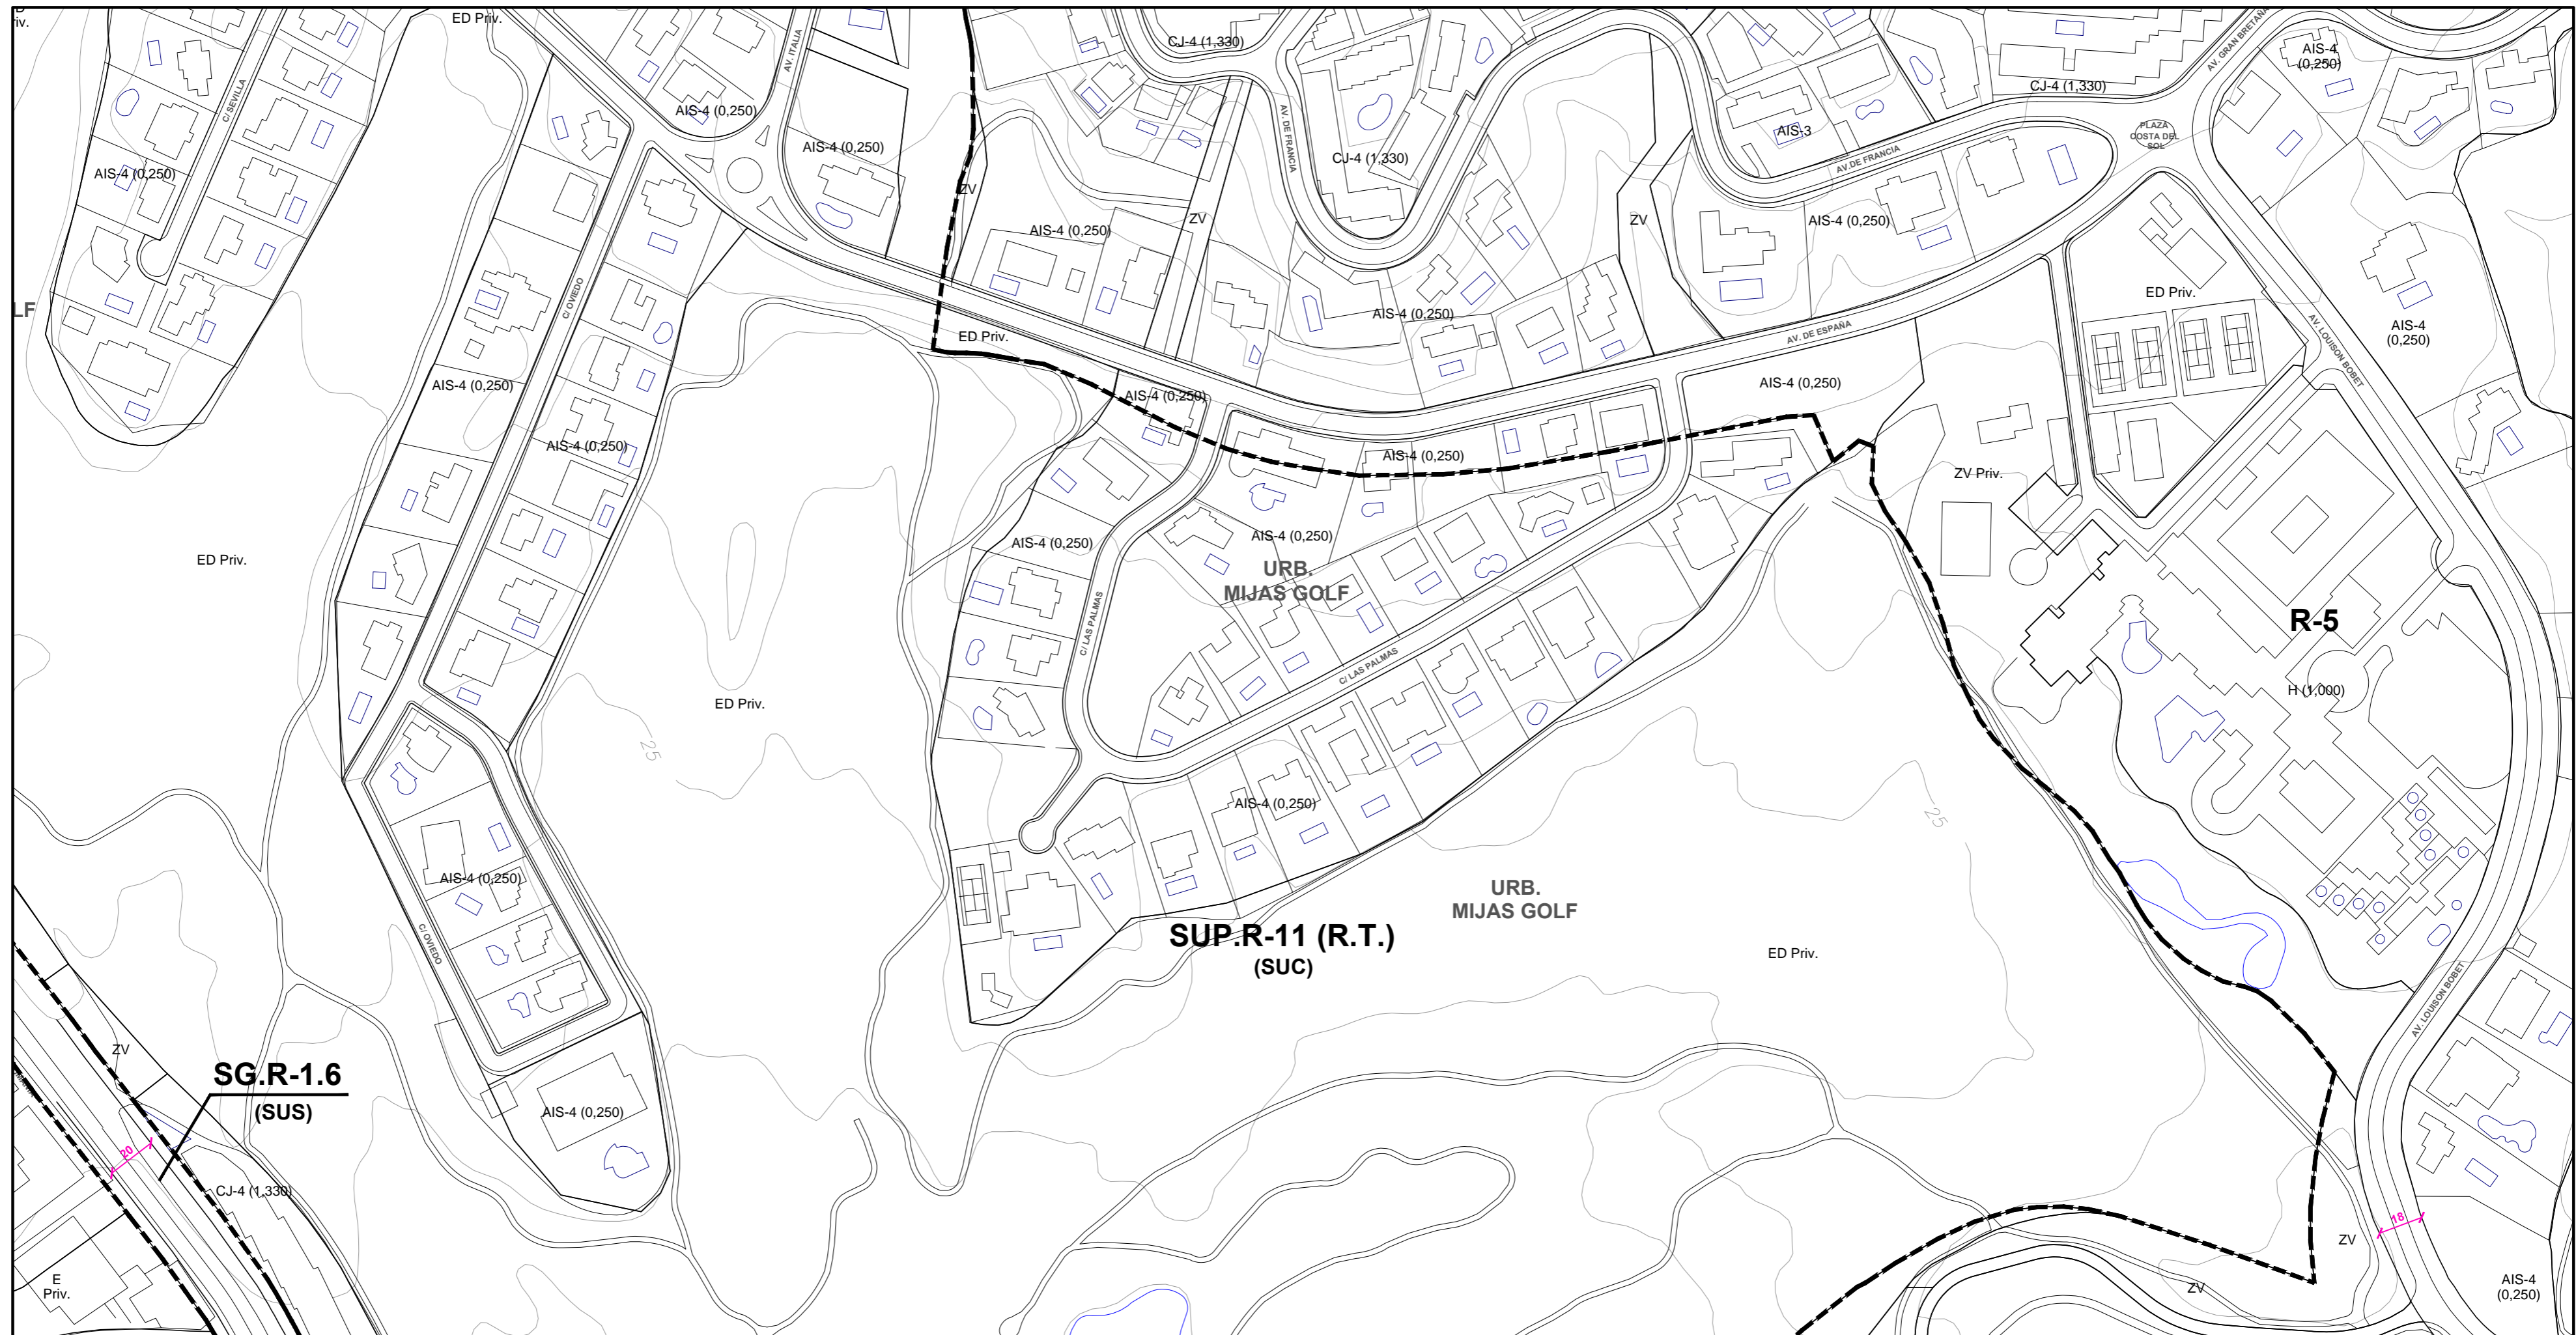 ED Priv.
AV. ITALIA
CJ-4 (1,330)
AV. GRAN BRETAÑA
AIS-4
(0,250)
C/SEVILLA
AIS-4 (0,250)
CJ-4 (1,330)
AIS-3
PLAZA
COSTA DEL
SOL
AIS-4 (0,250)
AV. DE FRANCIA
CJ-4 (1,330)
AV.DE FRANCIA
AIS-4 (0,250)
ZV
ZV
ZV
AIS-4 (0,250)
AIS-4 (0,250)
LF
C/ OVIEDO
ED Priv.
AIS-4 (0,250)
ED Priv.
AV. DE ESPAÑA
AV. LOUISON BOBET
AIS-4
(0,250)
AIS-4 (0,250)
AIS-4 (0,250)
AIS-4 (0,250)
AIS-4 (0,250)
AIS-4 (0,250)
ZV Priv.
ED Priv.
AIS-4 (0,250)
AIS-4 (0,250)
URB.
MIJAS GOLF
C/ LAS PALMAS
R-5
C/ LAS PALMAS
H (1,000)
ED Priv.
25
AIS-4 (0,250)
25
AIS-4 (0,250)
URB.
MIJAS GOLF
C/ OVIEDO
SUP.R-11 (R.T.)
(SUC)
ED Priv.
AV. LOUISON BOBET
ZV
SG.R-1.6
(SUS)
AIS-4 (0,250)
20
CJ-4 (1,330)
18
ZV
E
Priv.
ZV
AIS-4
(0,250)
AIS-4 (0,250)